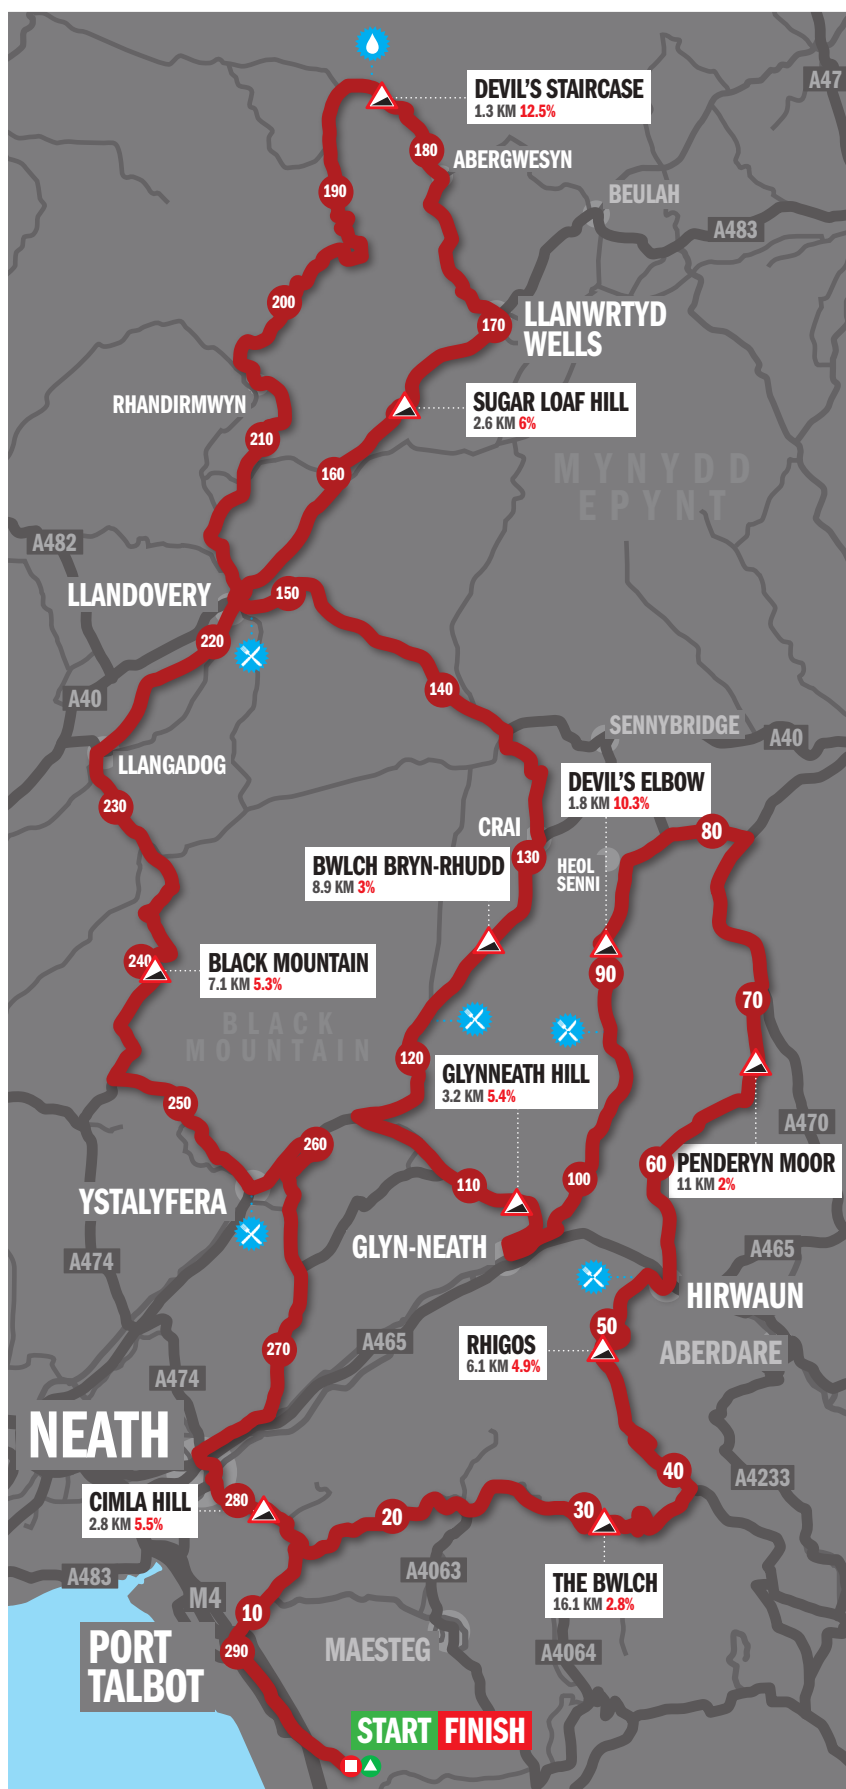 A47
DEVIL'S STAIRCASE
1.3 KM 12.5%
180
ABERGWESYN
190
BEULAH
A483
200
170
LLANWRTYD
WELLS
RHANDIRMWYN
SUGAR LOAF HILL
2.6 KM 6%
210
160
MYNYDD
EPYNT
A482
LLANDOVERY
150
220
140
A40
SENNYBRIDGE
A40
LLANGADOG
DEVIL'S ELBOW
1.8 KM 10.3%
230
CRAI
80
130
BWLCH BRYN-RHUDD
8.9 KM 3%
HEOL
SENNI
240
BLACK MOUNTAIN
7.1 KM 5.3%
90
70
BLACK
MOUNTAIN
120
GLYNNEATH HILL
3.2 KM 5.4%
250
A470
260
60
PENDERYN MOOR
11 KM 2%
110
100
YSTALYFERA
GLYN-NEATH
A474
A465
HIRWAUN
50
270
A465
RHIGOS
6.1 KM 4.9%
ABERDARE
A474
NEATH
40
A4233
280
CIMLA HILL
2.8 KM 5.5%
20
30
A483
A4063
THE BWLCH
16.1 KM 2.8%
M4
10
PORT
TALBOT
290
MAESTEG
A4064
START FINISH